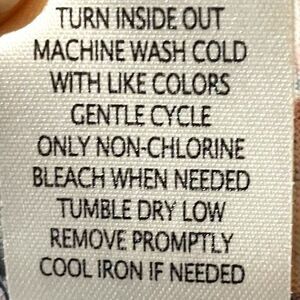 TURN INSIDE OUT
MACHINE WASH COLD
WITH LIKE COLORS
GENTLE CYCLE
ONLY NON-CHLORINE
BLEACH WHEN NEEDED
TUMBLE DRY LOW
REMOVE PROMPTLY
COOL IRON IF NEEDED